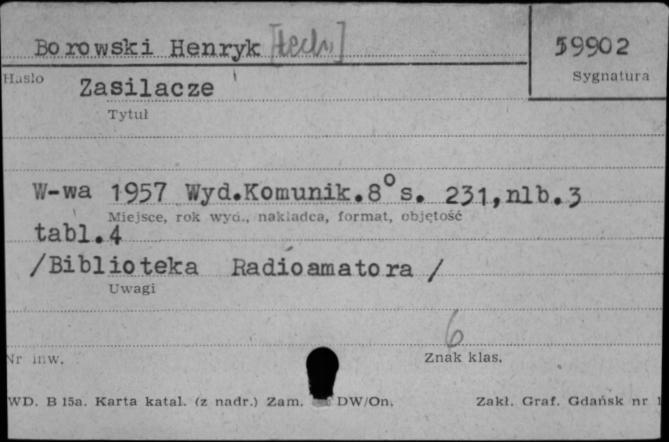 Borowski Henryk [tech.]
59902
Hasło
Sygnatura
Zasilacze
Tytuł
W-wa 1957 Wyd.Komunik.8°s. 231,nlb.3
Miejsce, rok wyd., nakładca, format, objętość
tabl.4
/Biblioteka Radioamatora /
Uwagi
6
Nr inw.
Znak klas.
WD. B 15a. Karta katal. (z nadr.) Zam. DW/On.
Zakł. Graf. Gdańsk nr 1